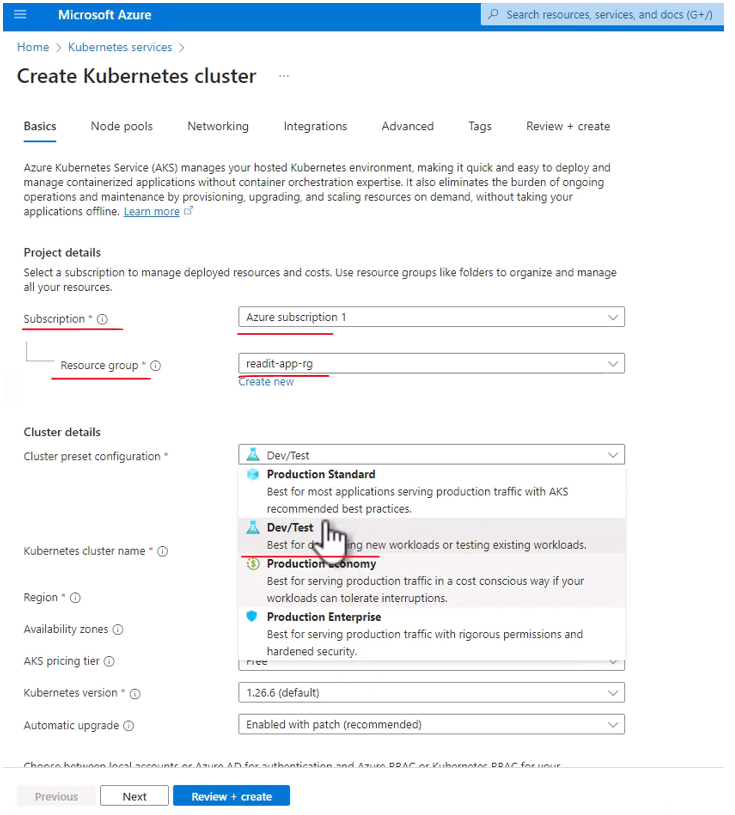 Microsoft Azure
Search resources, services, and docs (G+/)
Home > Kubernetes services >
Create Kubernetes cluster ...
Basics Node pools Networking Integrations Advanced Tags Review + create
Azure Kubernetes Service (AKS) manages your hosted Kubernetes environment, making it quick and easy to deploy and
manage containerized applications without container orchestration expertise. It also eliminates the burden of ongoing
operations and maintenance by provisioning, upgrading, and scaling resources on demand, without taking your
applications offline. Learn more
Project details
Select a subscription to manage deployed resources and costs. Use resource groups like folders to organize and manage
all your resources.
Subscription * Azure subscription 1
Resource group * readit-app-rg
Create new
Cluster details
Cluster preset configuration * Dev/Test
Production Standard
Best for most applications serving production traffic with AKS
recommended best practices.
Dev/Test
Best for new workloads or testing existing workloads.
Production Economy
Best for serving production traffic in a cost conscious way if your
workloads can tolerate interruptions.
Production Enterprise
Best for serving production traffic with rigorous permissions and
hardened security.
Kubernetes cluster name *
Region *
Availability zones
AKS pricing tier Free
Kubernetes version * 1.26.6 (default)
Automatic upgrade Enabled with patch (recommended)
Choose between local accounts or Azure AD for authentication and Azure RBAC or Kubernetes RBAC for your
Previous Next Review + create